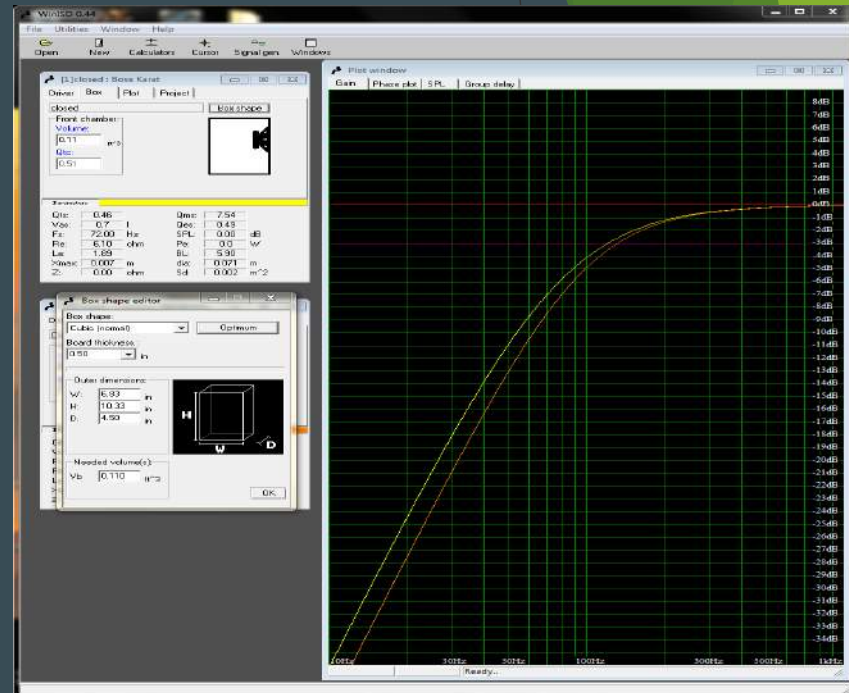 WinISD 0.44
File Utilities Window Help
Open New Calculators Cursor Signal gen. Windows
[1]closed : Bose Karat
Driver Box Plot Project
closed Box shape
Front chamber
Volume:
0.11
Qtc:
0.51
Qts: 0.46 Qms: 7.54
Vas: 0.7 l Qes: 0.49
Fs: 72.00 Hz SPL: 0.00 dB
Re: 6.10 ohm Pe: 0.0 W
Le: 1.89 BL: 5.90
Xmax: 0.007 m dia: 0.071 m
Z: 0.00 ohm Sd: 0.002 m^2
Box shape editor
Box shape:
Cubic (normal) Optimum
Board thickness:
0.50 in
Outer dimensions:
W: 6.93 in
H: 10.33 in
D: 4.50 in
H
W
D
Needed volume(s):
Vb 0.110
OK
Plot window
Gain Phase plot SPL Group delay
8dB
7dB
6dB
5dB
4dB
3dB
2dB
1dB
0dB
-1dB
-2dB
-3dB
-4dB
-5dB
-6dB
-7dB
-8dB
-9dB
-10dB
-11dB
-12dB
-13dB
-14dB
-15dB
-16dB
-17dB
-18dB
-19dB
-20dB
-21dB
-22dB
-23dB
-24dB
-25dB
-26dB
-27dB
-28dB
-29dB
-30dB
-31dB
-32dB
-33dB
-34dB
10Hz 30Hz 50Hz 100Hz 300Hz 500Hz 1kHz
Ready..